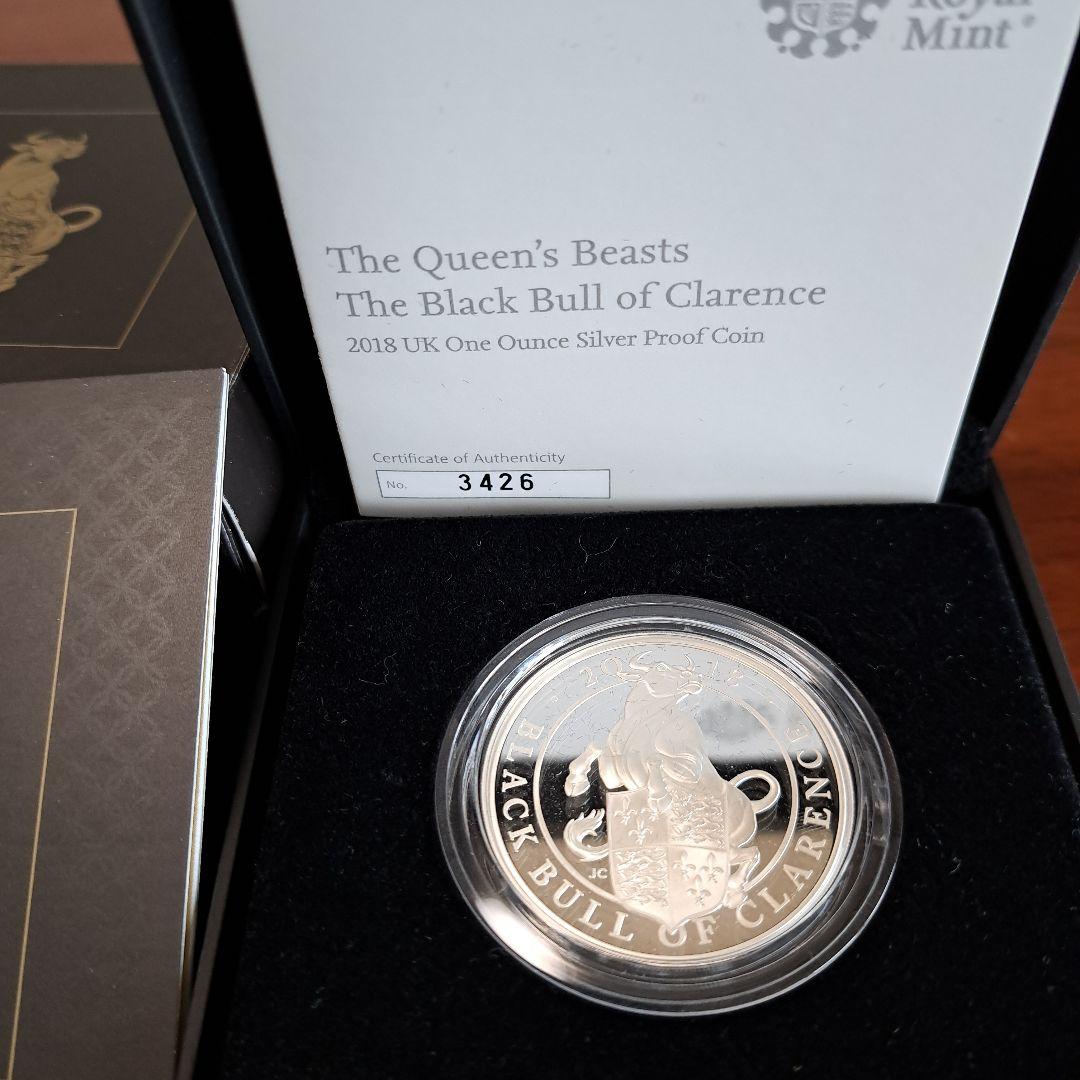 Royal
Mint®
The Queen's Beasts
The Black Bull of Clarence
2018 UK One Ounce Silver Proof Coin
Certificate of Authenticity
No. 3426
2018
BLACK BULL OF CLARENCE
JC